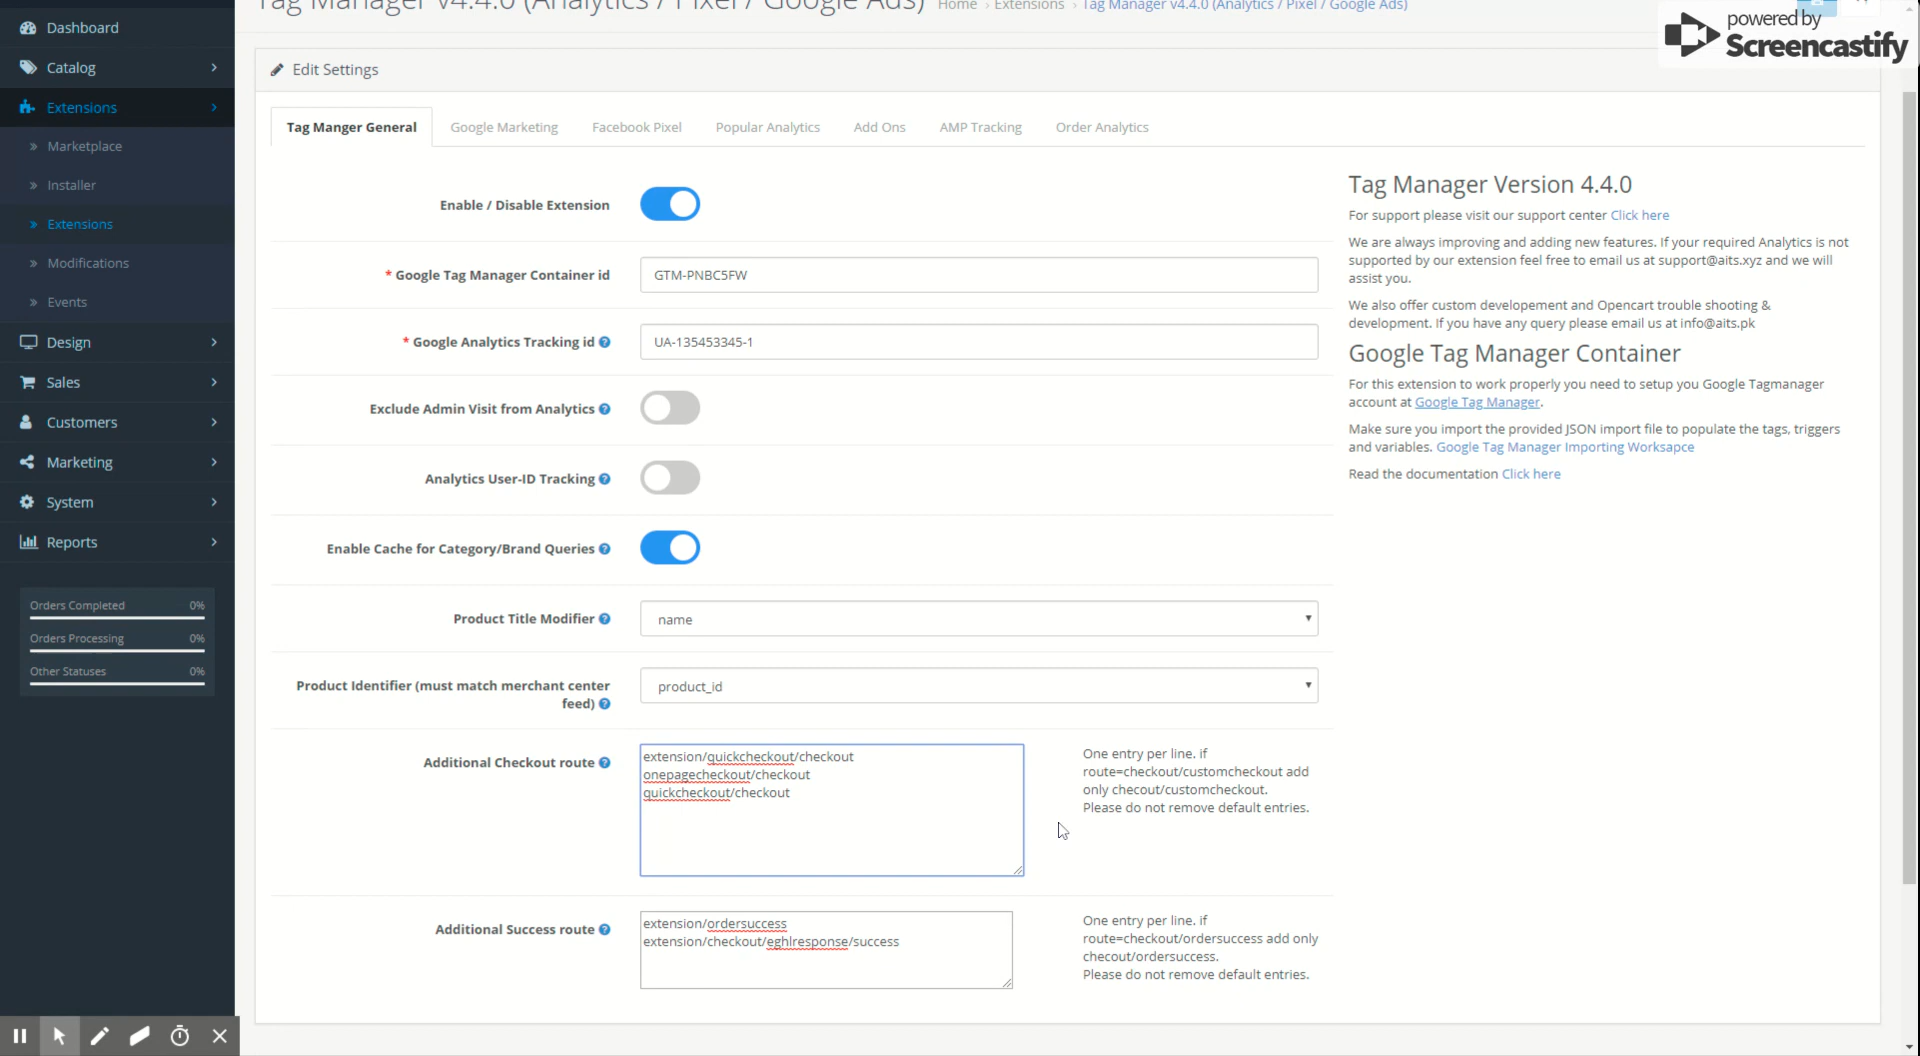 Tag Manager v4.4.0 (Analytics / Pixel / Google Ads)
Home › Extensions › Tag Manager v4.4.0 (Analytics / Pixel / Google Ads)
powered by
Screencastify
Dashboard
Catalog
Extensions
Marketplace
Installer
Extensions
Modifications
Events
Design
Sales
Customers
Marketing
System
Reports
Orders Completed 0%
Orders Processing 0%
Other Statuses 0%
Edit Settings
Tag Manger General
Google Marketing
Facebook Pixel
Popular Analytics
Add Ons
AMP Tracking
Order Analytics
Enable / Disable Extension
* Google Tag Manager Container id
GTM-PNBC5FW
* Google Analytics Tracking id
UA-135453345-1
Exclude Admin Visit from Analytics
Analytics User-ID Tracking
Enable Cache for Category/Brand Queries
Product Title Modifier
name
Product Identifier (must match merchant center
feed)
product_id
Additional Checkout route
extension/quickcheckout/checkout
onepagecheckout/checkout
quickcheckout/checkout
One entry per line. if
route=checkout/customcheckout add
only checout/customcheckout.
Please do not remove default entries.
Additional Success route
extension/ordersuccess
extension/checkout/eghlresponse/success
One entry per line. if
route=checkout/ordersuccess add only
checout/ordersuccess.
Please do not remove default entries.
Tag Manager Version 4.4.0
For support please visit our support center Click here
We are always improving and adding new features. If your required Analytics is not
supported by our extension feel free to email us at support@aits.xyz and we will
assist you.
We also offer custom developement and Opencart trouble shooting &
development. If you have any query please email us at info@aits.pk
Google Tag Manager Container
For this extension to work properly you need to setup you Google Tagmanager
account at Google Tag Manager.
Make sure you import the provided JSON import file to populate the tags, triggers
and variables. Google Tag Manager Importing Worksapce
Read the documentation Click here